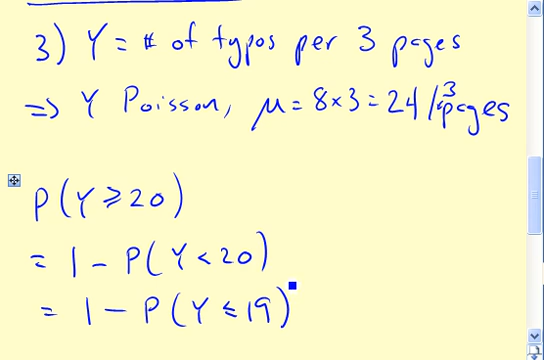 3) Y = # of typos per 3 pages
=> Y Poisson, μ = 8×3 = 24 / 3 pages
P(Y ≥ 20)
= 1 - P(Y < 20)
= 1 - P(Y ≤ 19)